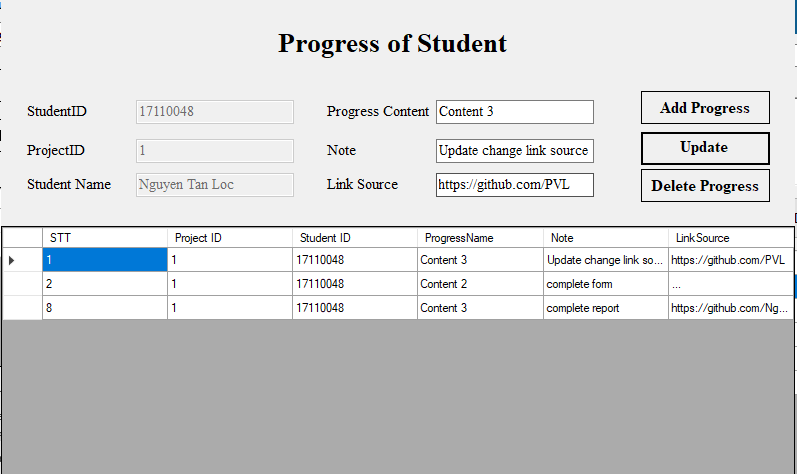 Progress of Student
StudentID 17110048 Progress Content Content 3 Add Progress
ProjectID 1 Note Update change link source Update
Student Name Nguyen Tan Loc Link Source https://github.com/PVL Delete Progress
STT Project ID Student ID ProgressName Note LinkSource
1 1 17110048 Content 3 Update change link so... https://github.com/PVL
2 1 17110048 Content 2 complete form ...
8 1 17110048 Content 3 complete report https://github.com/Ng...